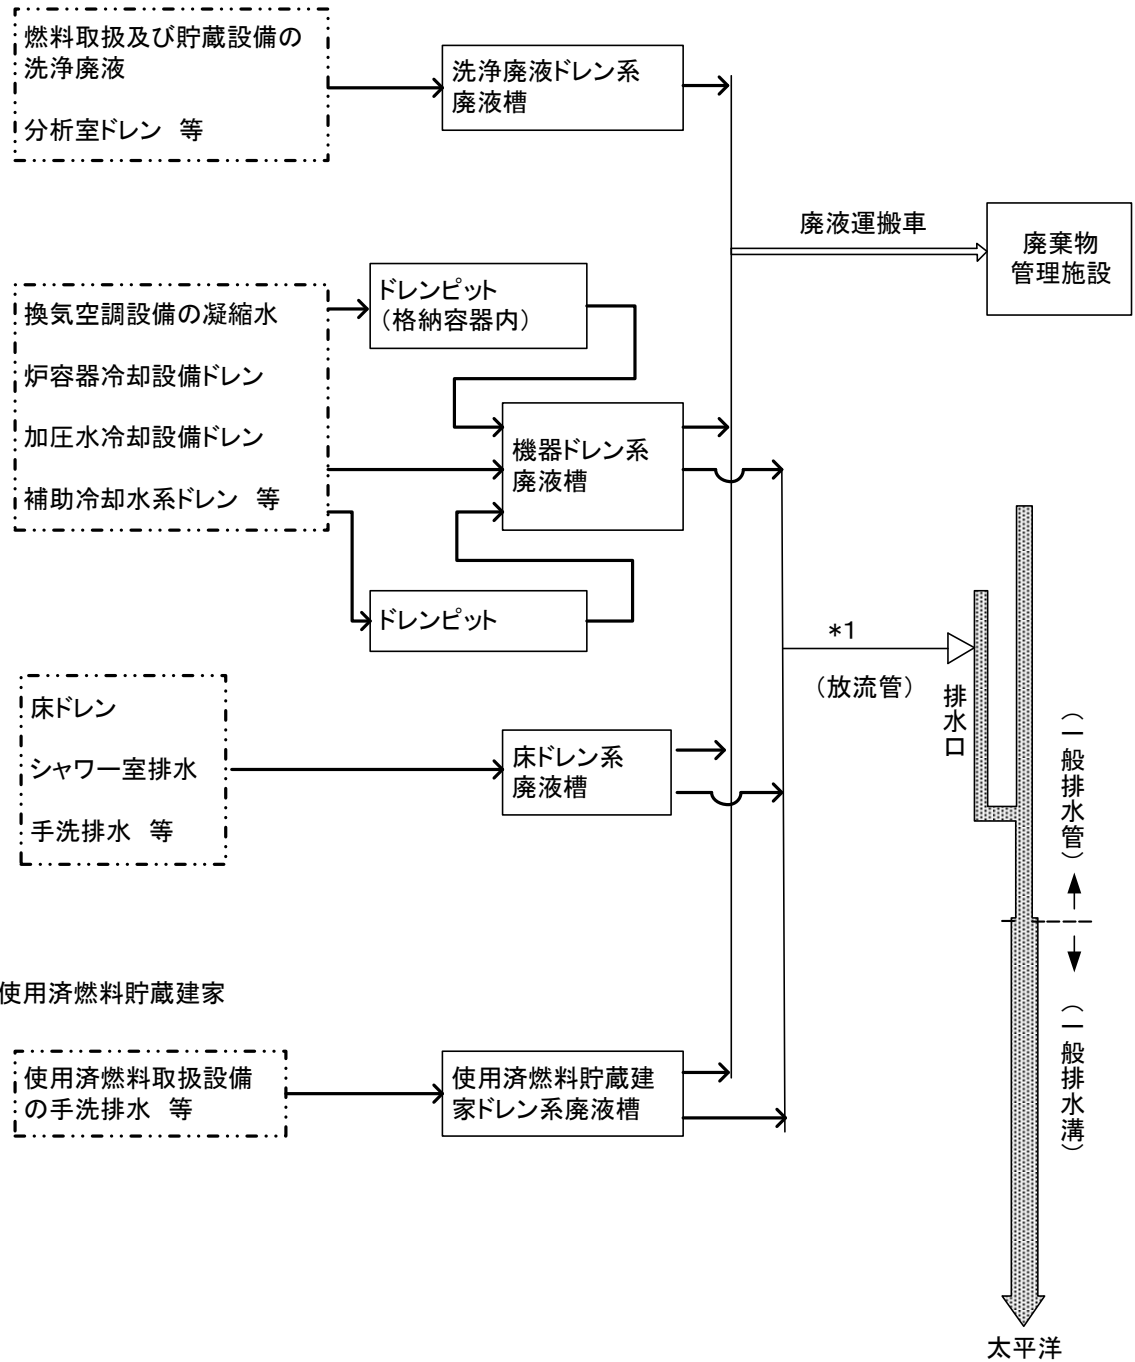 燃料取扱及び貯蔵設備の
洗浄廃液
分析室ドレン 等
洗浄廃液ドレン系
廃液槽
廃液運搬車
廃棄物
管理施設
換気空調設備の凝縮水
炉容器冷却設備ドレン
加圧水冷却設備ドレン
補助冷却水系ドレン 等
ドレンピット
（格納容器内）
機器ドレン系
廃液槽
ドレンピット
*1
（放流管）
排水口
床ドレン
シャワー室排水
手洗排水 等
床ドレン系
廃液槽
（一般排水管）
（一般排水溝）
使用済燃料貯蔵建家
使用済燃料取扱設備
の手洗排水 等
使用済燃料貯蔵建
家ドレン系廃液槽
太平洋